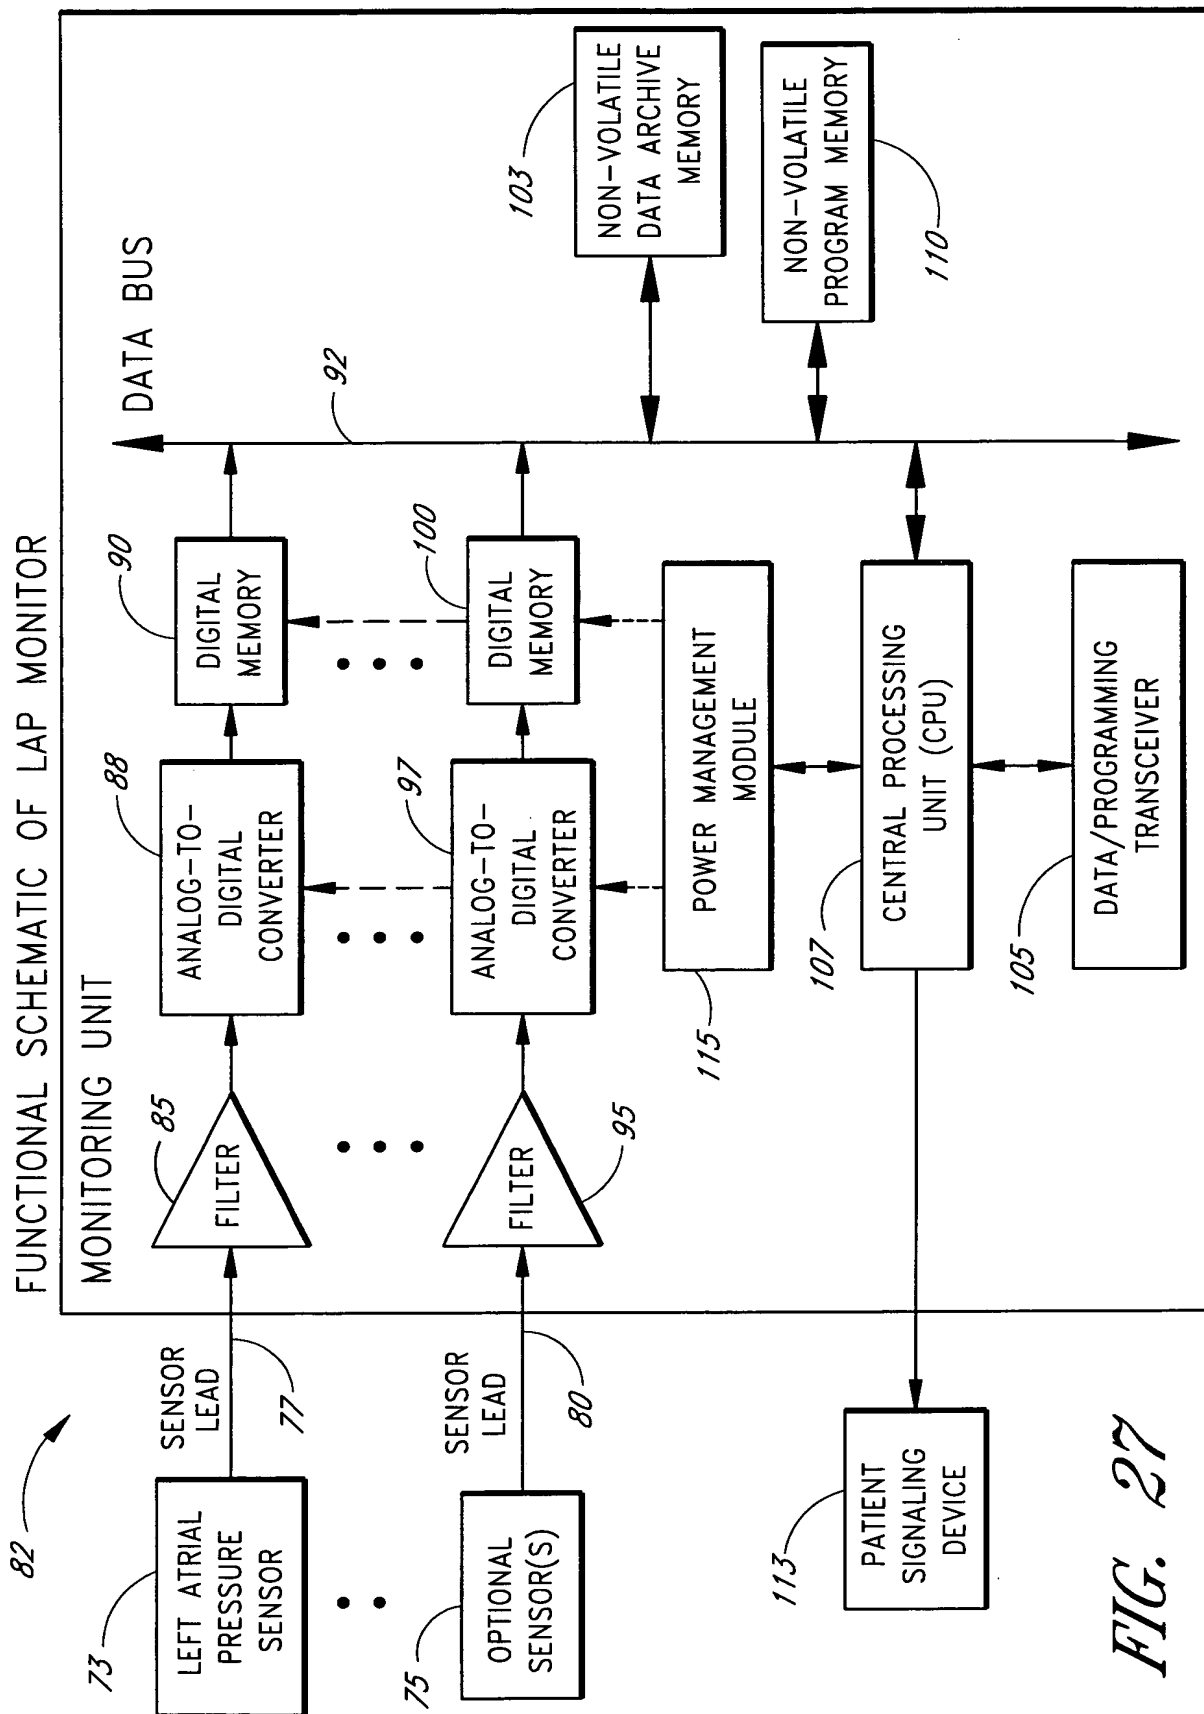 FUNCTIONAL SCHEMATIC OF LAP MONITOR
82
MONITORING UNIT
DATA BUS
73
LEFT ATRIAL
PRESSURE
SENSOR
SENSOR
LEAD
77
85
FILTER
88
ANALOG-TO-
DIGITAL
CONVERTER
90
DIGITAL
MEMORY
92
103
NON-VOLATILE
DATA ARCHIVE
MEMORY
75
OPTIONAL
SENSOR(S)
SENSOR
LEAD
80
FILTER
95
97
ANALOG-TO-
DIGITAL
CONVERTER
100
DIGITAL
MEMORY
NON-VOLATILE
PROGRAM MEMORY
110
115
POWER MANAGEMENT
MODULE
107
CENTRAL PROCESSING
UNIT (CPU)
113
PATIENT
SIGNALING
DEVICE
105
DATA/PROGRAMMING
TRANSCEIVER
FIG. 27